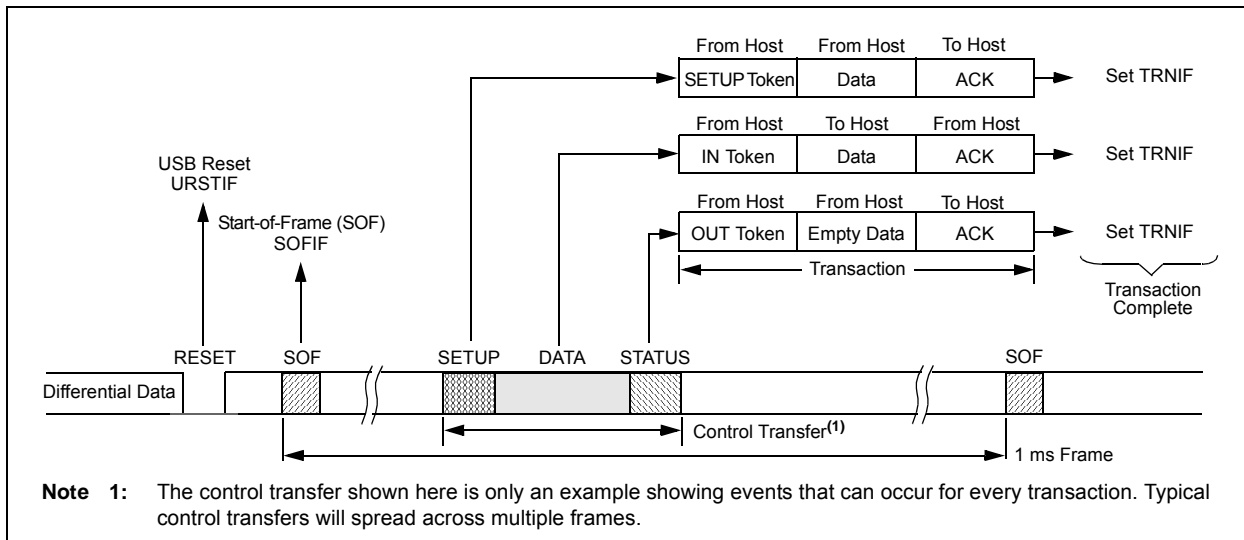 From Host From Host To Host
SETUP Token Data ACK Set TRNIF
From Host To Host From Host
IN Token Data ACK Set TRNIF
USB Reset
URSTIF
From Host From Host To Host
Start-of-Frame (SOF)
SOFIF
OUT Token Empty Data ACK Set TRNIF
Transaction
Transaction
Complete
RESET SOF SETUP DATA STATUS SOF
Differential Data
Control Transfer(1)
1 ms Frame
Note 1: The control transfer shown here is only an example showing events that can occur for every transaction. Typical
control transfers will spread across multiple frames.